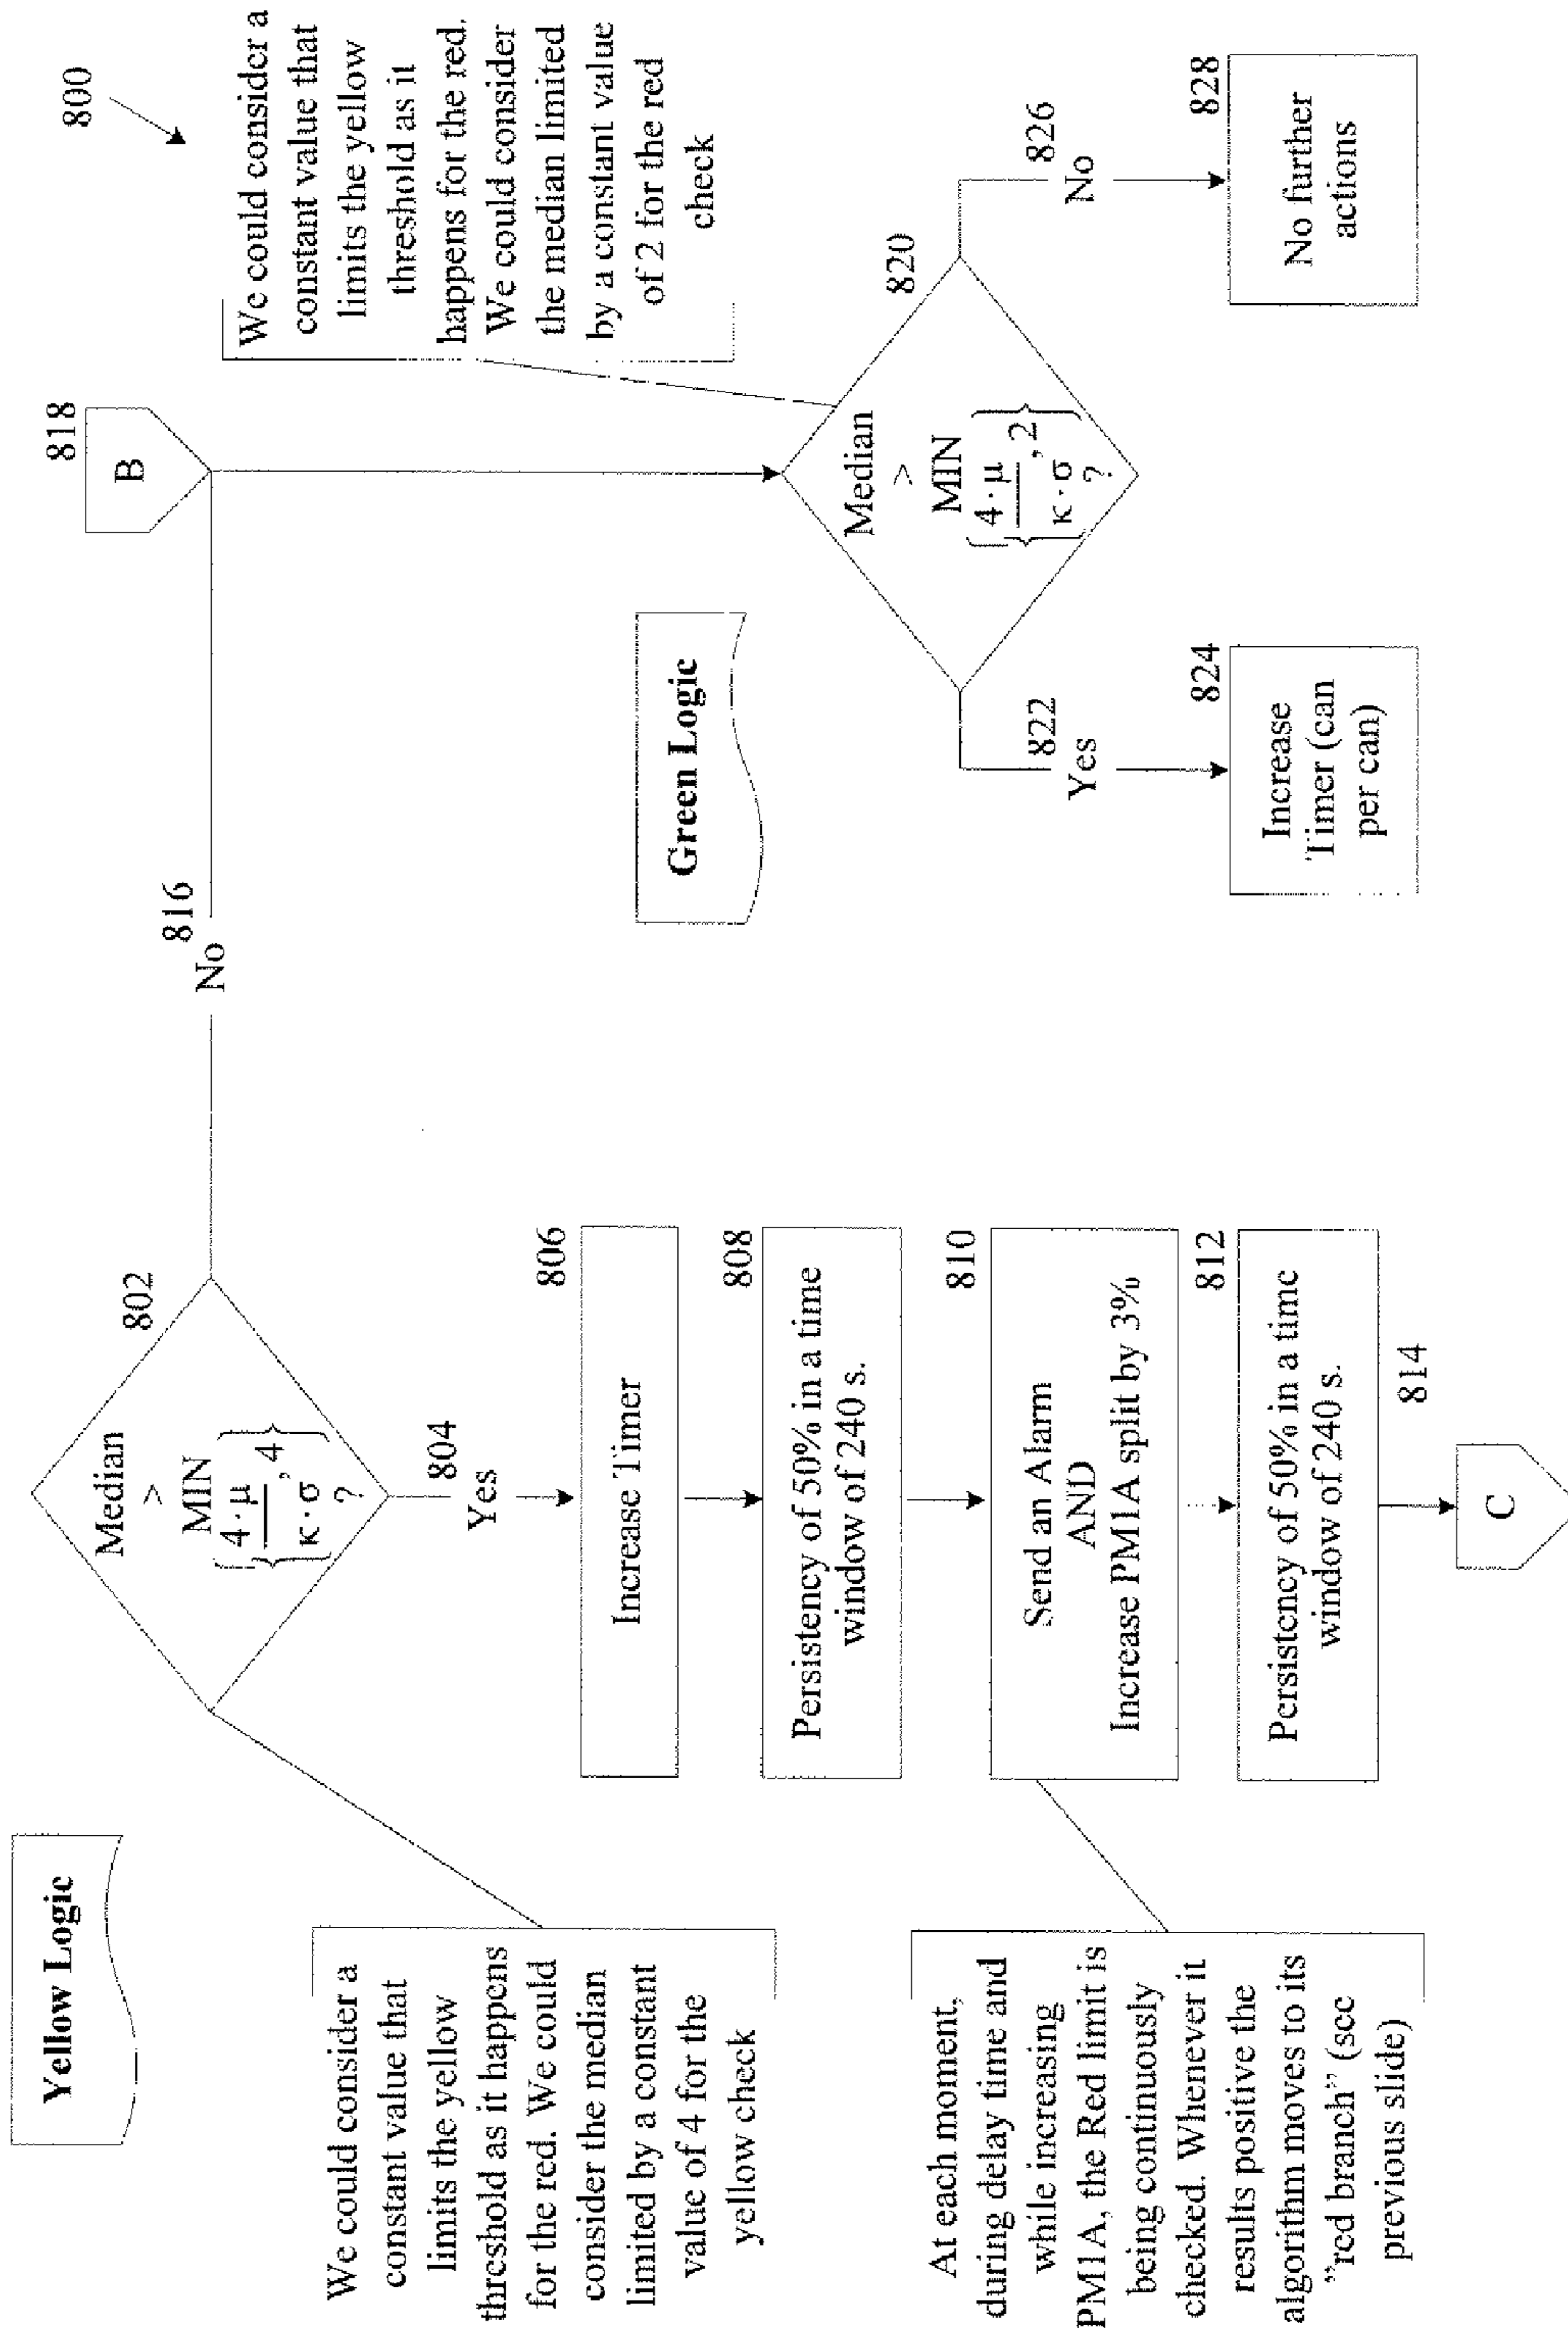 800
Yellow Logic
We could consider a
constant value that
limits the yellow
threshold as it happens
for the red. We could
consider the median
limited by a constant
value of 4 for the
yellow check
802
Median
>
MIN
{4 · μ / κ · σ , 4}
?
804
Yes
806
Increase Timer
808
Persistency of 50% in a time
window of 240 s.
810
Send an Alarm
AND
Increase PM1A split by 3%
At each moment,
during delay time and
while increasing
PM1A, the Red limit is
being continuously
checked. Whenever it
results positive the
algorithm moves to its
”red branch” (see
previous slide)
812
Persistency of 50% in a time
window of 240 s.
814
C
816
No
818
B
We could consider a
constant value that
limits the yellow
threshold as it
happens for the red.
We could consider
the median limited
by a constant value
of 2 for the red
check
Green Logic
820
Median
>
MIN
{4 · μ / κ · σ , 2}
?
822
Yes
824
Increase
Timer (can
per can)
826
No
828
No further
actions